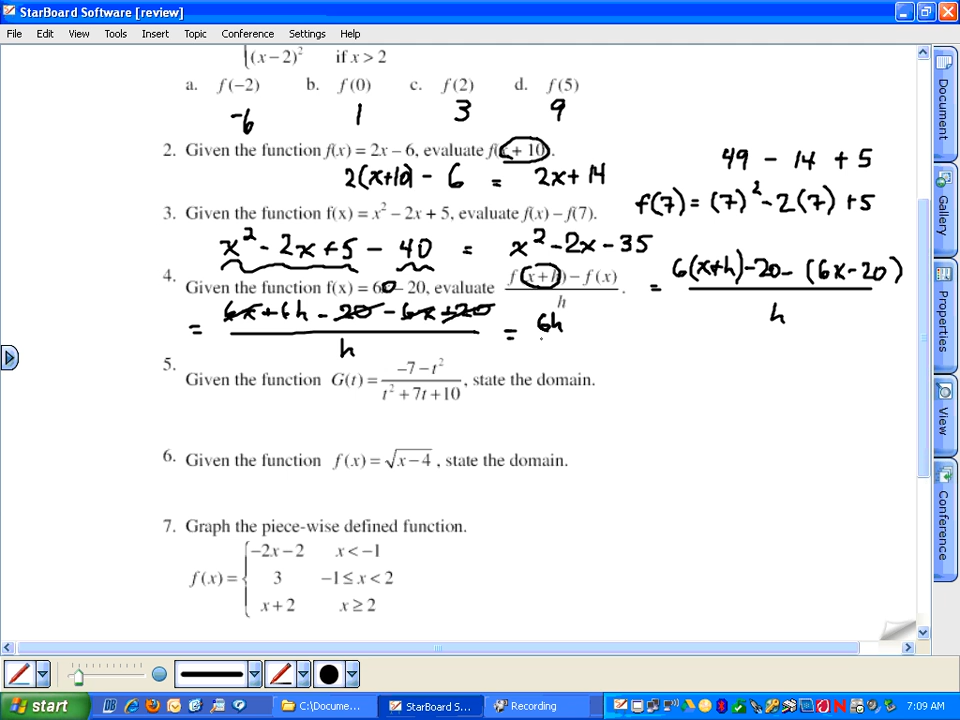 StarBoard Software [review]
File Edit View Tools Insert Topic Conference Settings Help
(x − 2)² if x > 2
a. f(−2) b. f(0) c. f(2) d. f(5)
-6 1 3 9
2. Given the function f(x) = 2x – 6, evaluate f(x + 10).
2(x+10) - 6 = 2x + 14
49 - 14 + 5
f(7) = (7)² - 2(7) + 5
3. Given the function f(x) = x² – 2x + 5, evaluate f(x) – f(7).
x² - 2x + 5 - 40 = x² - 2x - 35
4. Given the function f(x) = 6x – 20, evaluate (f(x + h) – f(x))/h .
= (6(x+h) - 20 - (6x - 20))/h
= (6x + 6h - 20 - 6x + 20)/h = 6h
5. Given the function G(t) = (−7 − t²)/(t² + 7t + 10), state the domain.
6. Given the function f(x) = √(x − 4) , state the domain.
7. Graph the piece-wise defined function.
−2x − 2 x < −1
f(x) = { 3 −1 ≤ x < 2
x + 2 x ≥ 2
Document
Gallery
Properties
View
Conference
start C:\Docume... StarBoard S... Recording 7:09 AM